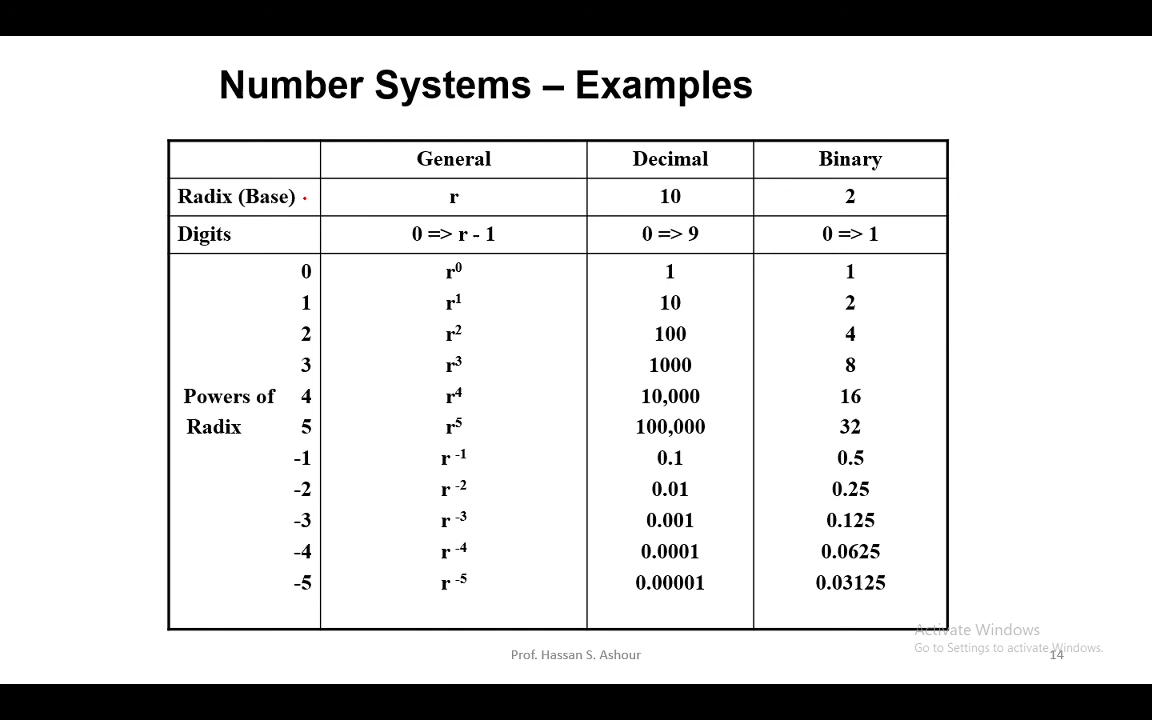 Number Systems – Examples
General Decimal Binary
Radix (Base) r 10 2
Digits 0 => r - 1 0 => 9 0 => 1
0 r⁰ 1 1
1 r¹ 10 2
2 r² 100 4
3 r³ 1000 8
Powers of 4 r⁴ 10,000 16
Radix 5 r⁵ 100,000 32
-1 r ⁻¹ 0.1 0.5
-2 r ⁻² 0.01 0.25
-3 r ⁻³ 0.001 0.125
-4 r ⁻⁴ 0.0001 0.0625
-5 r ⁻⁵ 0.00001 0.03125
Activate Windows
Go to Settings to activate Windows.
Prof. Hassan S. Ashour 14